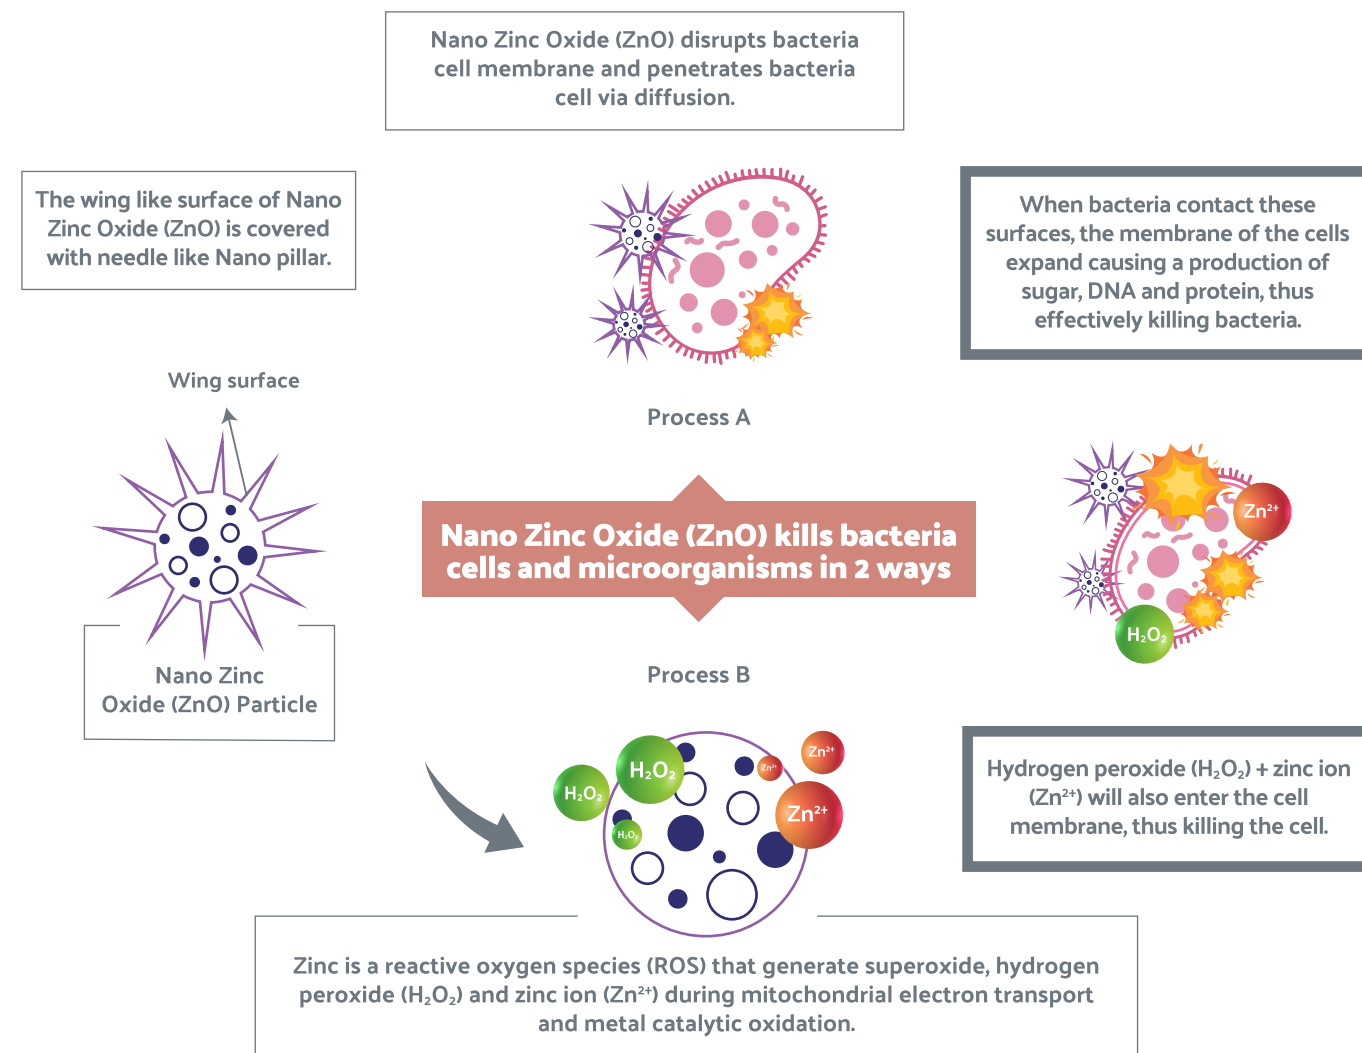 Nano Zinc Oxide (ZnO) disrupts bacteria
cell membrane and penetrates bacteria
cell via diffusion.
The wing like surface of Nano
Zinc Oxide (ZnO) is covered
with needle like Nano pillar.
When bacteria contact these
surfaces, the membrane of the cells
expand causing a production of
sugar, DNA and protein, thus
effectively killing bacteria.
Wing surface
Process A
Nano Zinc Oxide (ZnO) kills bacteria
cells and microorganisms in 2 ways
Zn²⁺
H₂O₂
Nano Zinc
Oxide (ZnO) Particle
Process B
H₂O₂
H₂O₂
H₂O₂
Zn²⁺
Zn²⁺
Zn²⁺
Hydrogen peroxide (H₂O₂) + zinc ion
(Zn²⁺) will also enter the cell
membrane, thus killing the cell.
Zinc is a reactive oxygen species (ROS) that generate superoxide, hydrogen
peroxide (H₂O₂) and zinc ion (Zn²⁺) during mitochondrial electron transport
and metal catalytic oxidation.